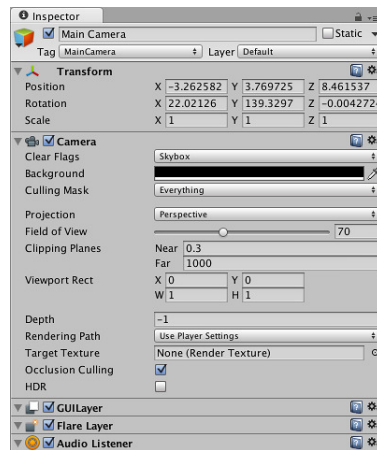 Inspector
Main Camera Static
Tag MainCamera Layer Default
Transform
Position X -3.262582 Y 3.769725 Z 8.461537
Rotation X 22.02126 Y 139.3297 Z -0.0042724
Scale X 1 Y 1 Z 1
Camera
Clear Flags Skybox
Background
Culling Mask Everything
Projection Perspective
Field of View 70
Clipping Planes Near 0.3
Far 1000
Viewport Rect X 0 Y 0
W 1 H 1
Depth -1
Rendering Path Use Player Settings
Target Texture None (Render Texture)
Occlusion Culling
HDR
GUILayer
Flare Layer
Audio Listener